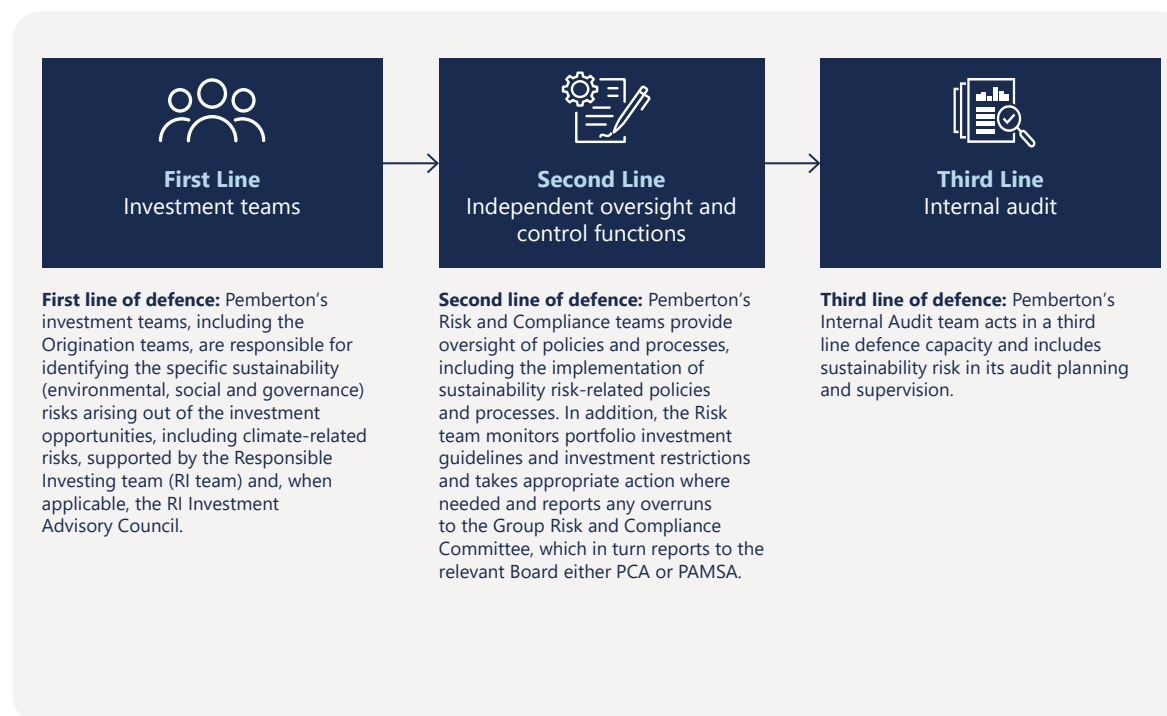 First Line
Investment teams
Second Line
Independent oversight and
control functions
Third Line
Internal audit
First line of defence: Pemberton’s
investment teams, including the
Origination teams, are responsible for
identifying the specific sustainability
(environmental, social and governance)
risks arising out of the investment
opportunities, including climate-related
risks, supported by the Responsible
Investing team (RI team) and, when
applicable, the RI Investment
Advisory Council.
Second line of defence: Pemberton’s
Risk and Compliance teams provide
oversight of policies and processes,
including the implementation of
sustainability risk-related policies
and processes. In addition, the Risk
team monitors portfolio investment
guidelines and investment restrictions
and takes appropriate action where
needed and reports any overruns
to the Group Risk and Compliance
Committee, which in turn reports to the
relevant Board either PCA or PAMSA.
Third line of defence: Pemberton’s
Internal Audit team acts in a third
line defence capacity and includes
sustainability risk in its audit planning
and supervision.